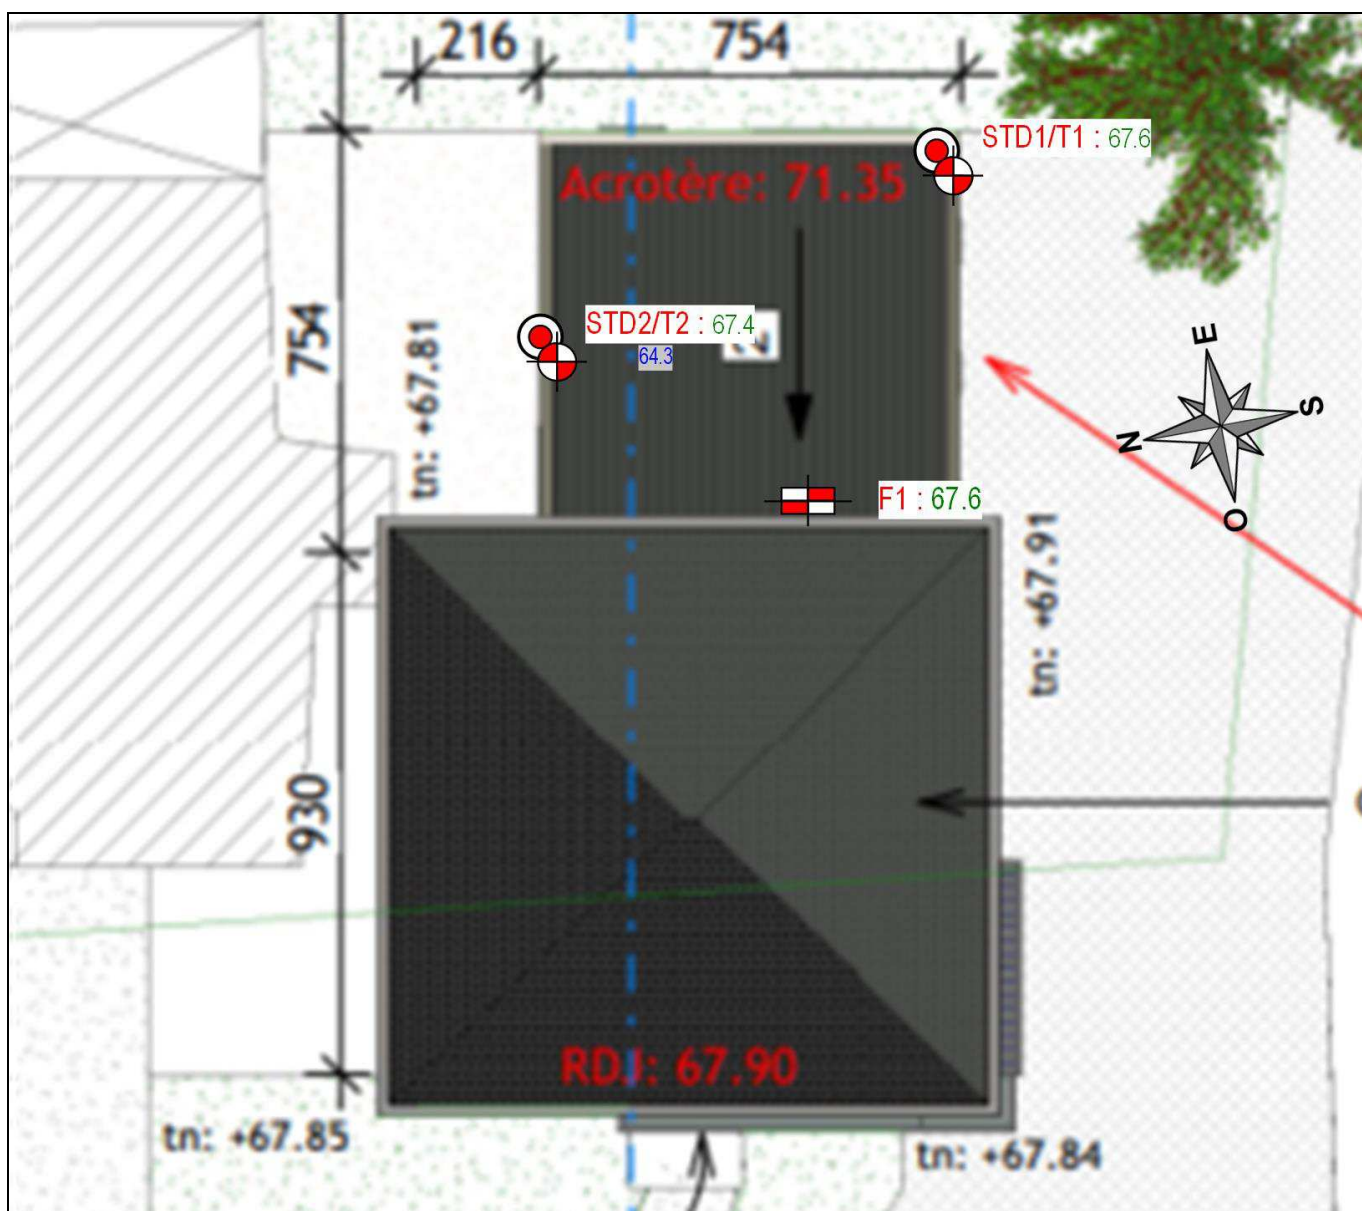 216
754
STD1/T1 : 67.6
Acrotère: 71.35
754
tn: +67.81
STD2/T2 : 67.4
64.3
E
S
N
O
F1 : 67.6
tn: +67.91
930
RDJ: 67.90
tn: +67.85
tn: +67.84